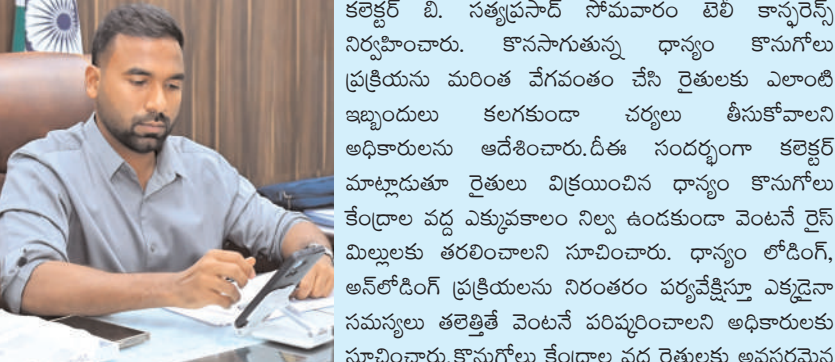 కలెక్టర్ బి. సత్యప్రసాద్ సోమవారం టెలీ కాన్ఫరెన్స్
నిర్వహించారు. కొనసాగుతున్న ధాన్యం కొనుగోలు
ప్రక్రియను మరింత వేగవంతం చేసి రైతులకు ఎలాంటి
ఇబ్బందులు కలగకుండా చర్యలు తీసుకోవాలని
అధికారులను ఆదేశించారు.దీఈ సందర్భంగా కలెక్టర్
మాట్లాడుతూ రైతులు విక్రయించిన ధాన్యం కొనుగోలు
కేంద్రాల వద్ద ఎక్కువకాలం నిల్వ ఉండకుండా వెంటనే రైస్
మిల్లులకు తరలించాలని సూచించారు. ధాన్యం లోడింగ్,
అన్‌లోడింగ్ ప్రక్రియలను నిరంతరం పర్యవేక్షిస్తూ ఎక్కడైనా
సమస్యలు తలెత్తితే వెంటనే పరిష్కరించాలని అధికారులకు
సూచించారు.కొనుగోలు కేంద్రాల వద్ద రైతులకు అవసరమైన